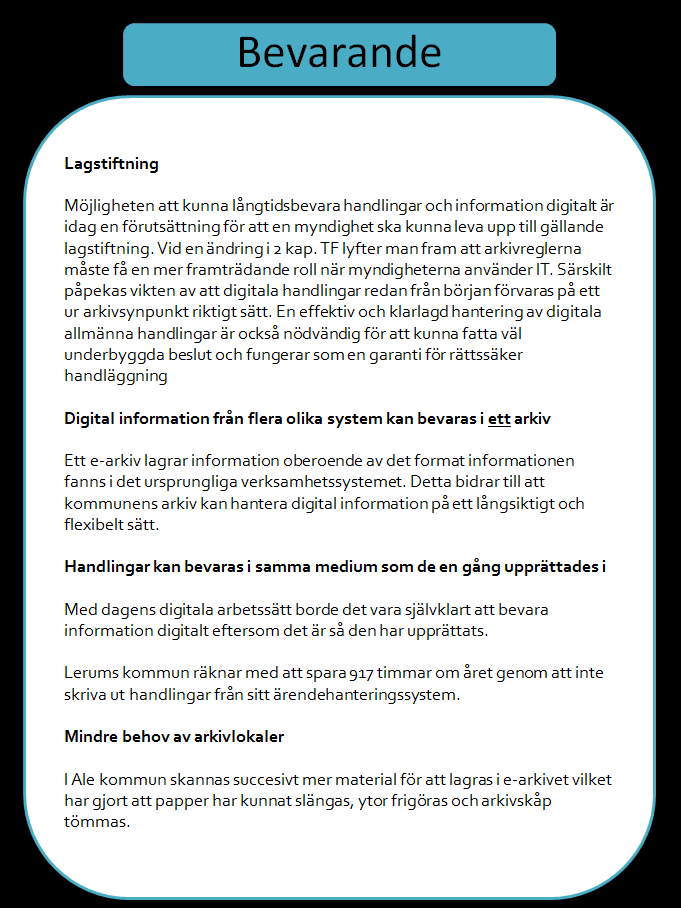 Bevarande
Lagstiftning
Möjligheten att kunna långtidsbevara handlingar och information digitalt är
idag en förutsättning för att en myndighet ska kunna leva upp till gällande
lagstiftning. Vid en ändring i 2 kap. TF lyfter man fram att arkivreglerna
måste få en mer framträdande roll när myndigheterna använder IT. Särskilt
påpekas vikten av att digitala handlingar redan från början förvaras på ett
ur arkivsynpunkt riktigt sätt. En effektiv och klarlagd hantering av digitala
allmänna handlingar är också nödvändig för att kunna fatta väl
underbyggda beslut och fungerar som en garanti för rättssäker
handläggning
Digital information från flera olika system kan bevaras i ett arkiv
Ett e-arkiv lagrar information oberoende av det format informationen
fanns i det ursprungliga verksamhetssystemet. Detta bidrar till att
kommunens arkiv kan hantera digital information på ett långsiktigt och
flexibelt sätt.
Handlingar kan bevaras i samma medium som de en gång upprättades i
Med dagens digitala arbetssätt borde det vara självklart att bevara
information digitalt eftersom det är så den har upprättats.
Lerums kommun räknar med att spara 917 timmar om året genom att inte
skriva ut handlingar från sitt ärendehanteringssystem.
Mindre behov av arkivlokaler
I Ale kommun skannas succesivt mer material för att lagras i e-arkivet vilket
har gjort att papper har kunnat slängas, ytor frigöras och arkivskåp
tömmas.